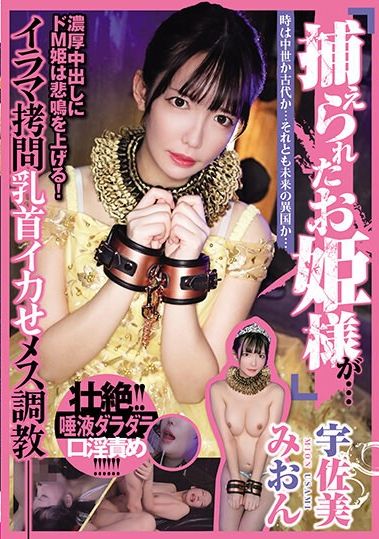 捕えられたお姫様が…
時は中世か古代か…それとも未来の異国か…
濃厚中出しに
ドM姫は悲鳴を上げる!
イラマ拷問乳首イカせメス調教
壮絶!!
唾液ダラダラ
口淫責め
!!!!!!
宇佐美
みおん
MION USAMI